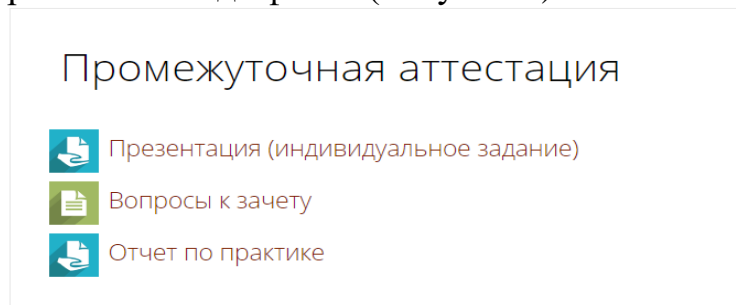 Промежуточная аттестация
Презентация (индивидуальное задание)
Вопросы к зачету
Отчет по практике